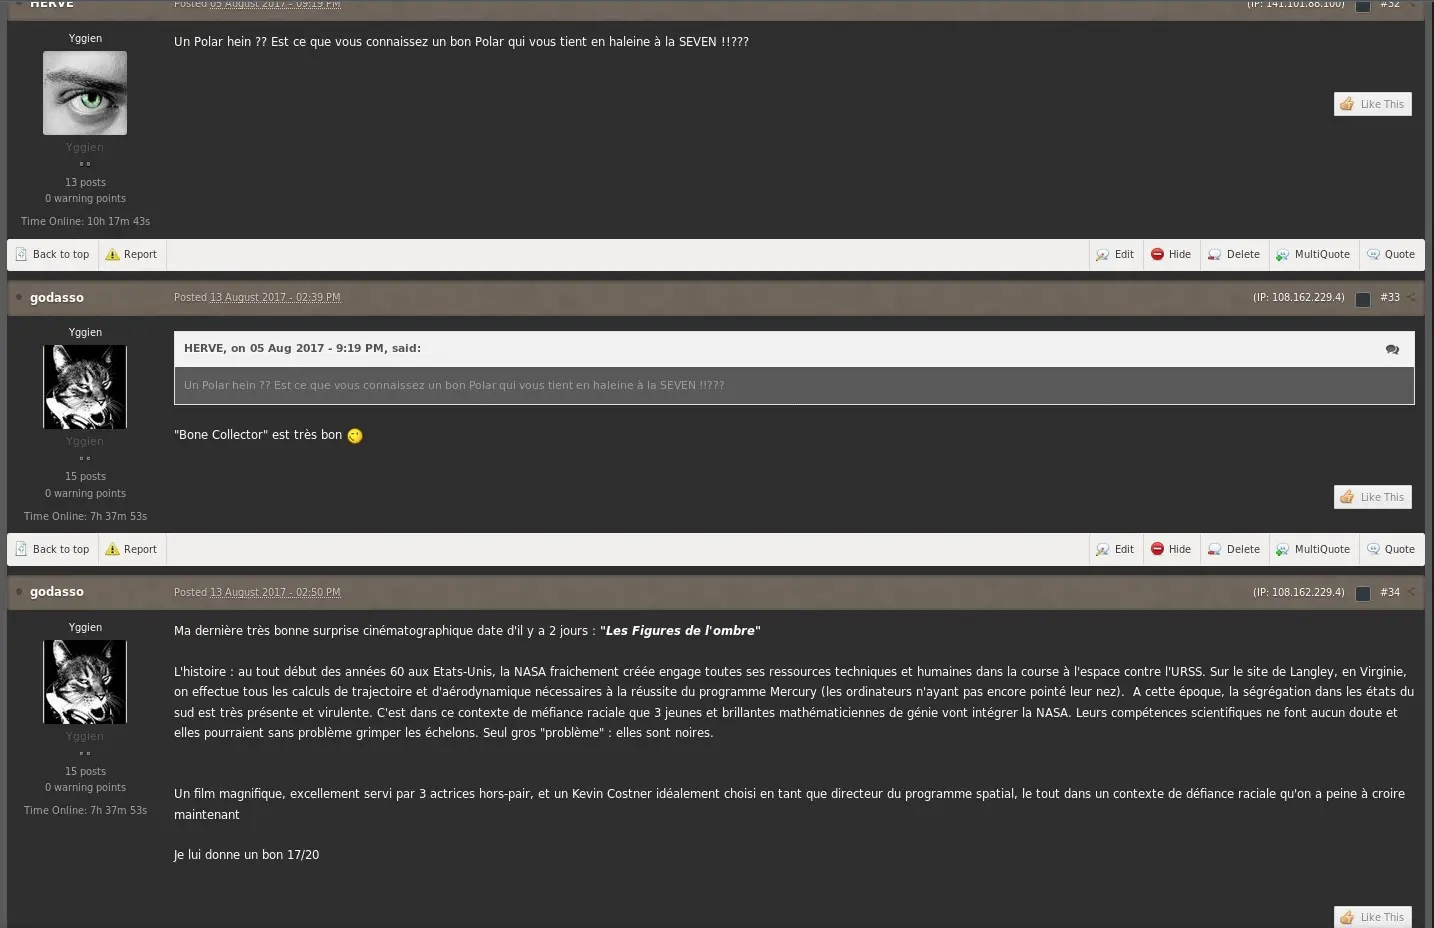 HERVE Posted 05 August 2017 - 09:19 PM (IP: 141.101.88.100) #32
Yggien
Un Polar hein ?? Est ce que vous connaissez un bon Polar qui vous tient en haleine à la SEVEN !!???
Like This
Yggien
13 posts
0 warning points
Time Online: 10h 17m 43s
Back to top Report Edit Hide Delete MultiQuote Quote
godasso Posted 13 August 2017 - 02:39 PM (IP: 108.162.229.4) #33
Yggien
HERVE, on 05 Aug 2017 - 9:19 PM, said:
Un Polar hein ?? Est ce que vous connaissez un bon Polar qui vous tient en haleine à la SEVEN !!???
"Bone Collector" est très bon
Yggien
15 posts
0 warning points
Like This
Time Online: 7h 37m 53s
Back to top Report Edit Hide Delete MultiQuote Quote
godasso Posted 13 August 2017 - 02:50 PM (IP: 108.162.229.4) #34
Yggien
Ma dernière très bonne surprise cinématographique date d'il y a 2 jours : "Les Figures de l'ombre"
L'histoire : au tout début des années 60 aux Etats-Unis, la NASA fraichement créée engage toutes ses ressources techniques et humaines dans la course à l'espace contre l'URSS. Sur le site de Langley, en Virginie,
on effectue tous les calculs de trajectoire et d'aérodynamique nécessaires à la réussite du programme Mercury (les ordinateurs n'ayant pas encore pointé leur nez). A cette époque, la ségrégation dans les états du
sud est très présente et virulente. C'est dans ce contexte de méfiance raciale que 3 jeunes et brillantes mathématiciennes de génie vont intégrer la NASA. Leurs compétences scientifiques ne font aucun doute et
elles pourraient sans problème grimper les échelons. Seul gros "problème" : elles sont noires.
Yggien
15 posts
0 warning points
Time Online: 7h 37m 53s
Un film magnifique, excellement servi par 3 actrices hors-pair, et un Kevin Costner idéalement choisi en tant que directeur du programme spatial, le tout dans un contexte de défiance raciale qu'on a peine à croire
maintenant
Je lui donne un bon 17/20
Like This